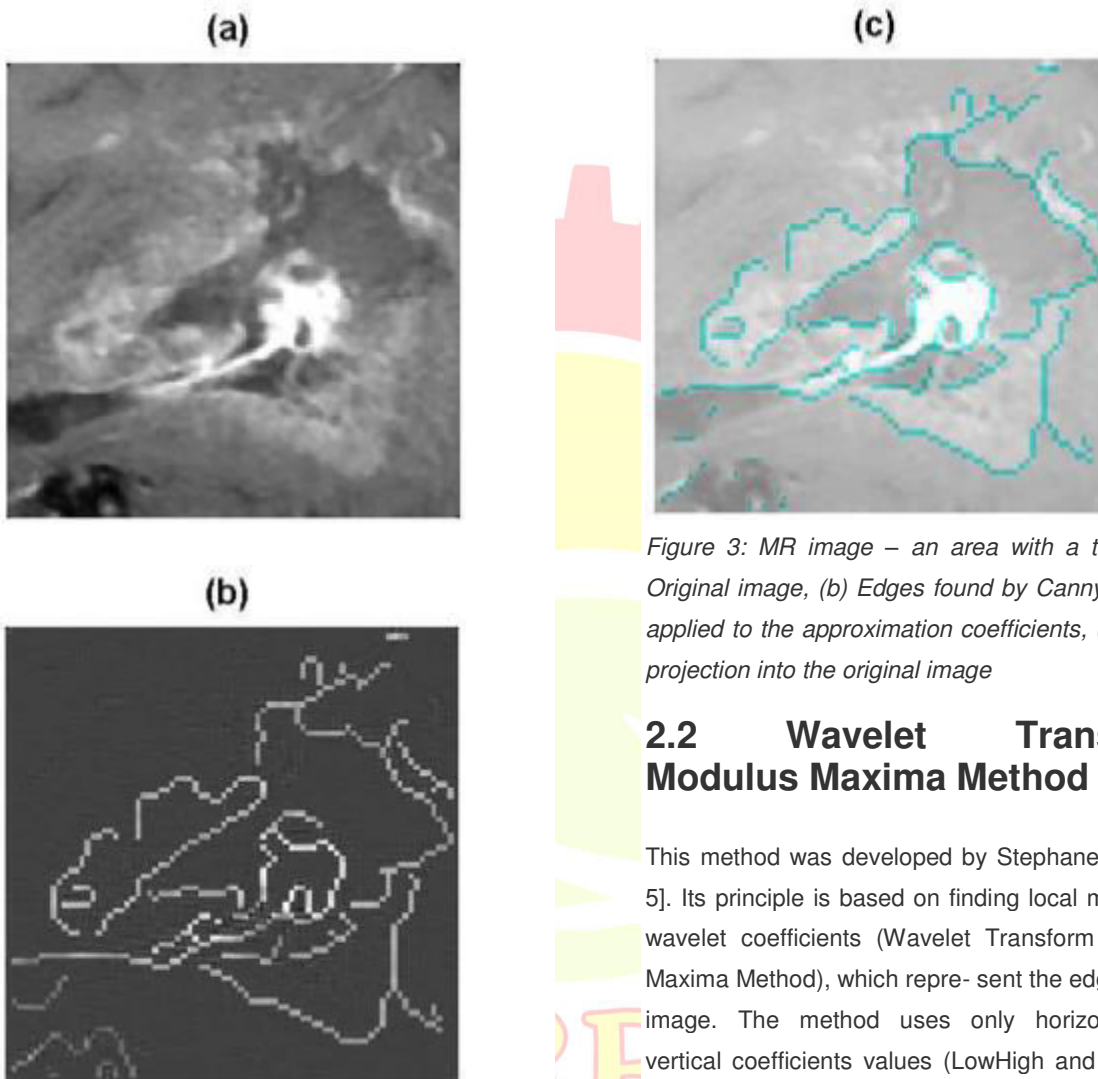 (a)
(b)
(c)
Figure 3: MR image – an area with a
Original image, (b) Edges found by Canny
applied to the approximation coefficients,
projection into the original image
2.2 Wavelet
Modulus Maxima Method
This method was developed by Stephane
5]. Its principle is based on finding local
wavelet coefficients (Wavelet Transform
Maxima Method), which repre- sent the
image. The method uses only
vertical coefficients values (LowHigh and